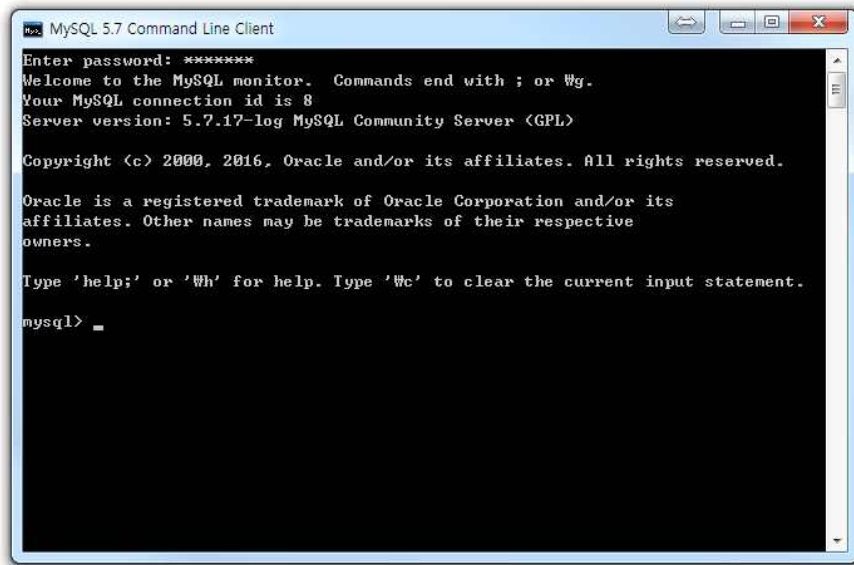 MySQL 5.7 Command Line Client
Enter password: *******
Welcome to the MySQL monitor.  Commands end with ; or ₩g.
Your MySQL connection id is 8
Server version: 5.7.17-log MySQL Community Server (GPL)
Copyright (c) 2000, 2016, Oracle and/or its affiliates. All rights reserved.
Oracle is a registered trademark of Oracle Corporation and/or its
affiliates. Other names may be trademarks of their respective
owners.
Type 'help;' or '₩h' for help. Type '₩c' to clear the current input statement.
mysql> _